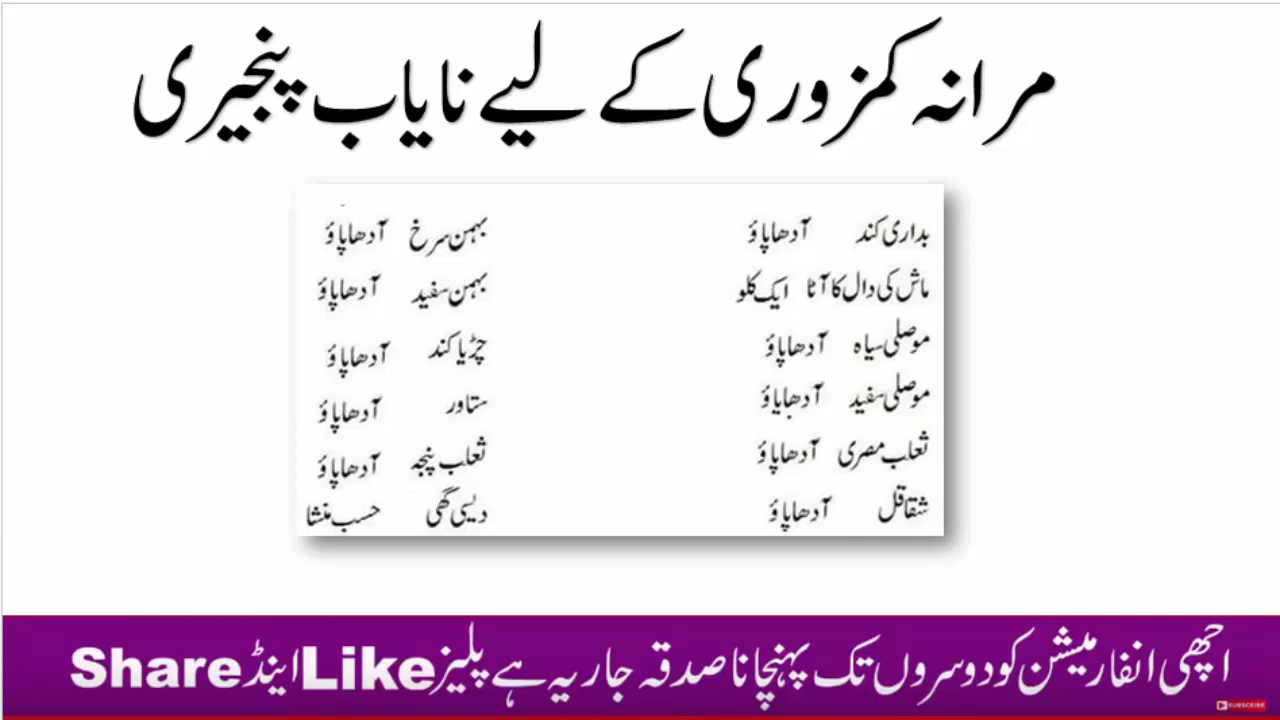 مرانہ کمزوری کے لیے نایاب پنجیری
بداری کند آدھا پاؤ
ماش کی دال کا آٹا ایک کلو
موصلی سیاہ آدھا پاؤ
موصلی سفید آدھا پاؤ
ثعلب مصری آدھا پاؤ
شقاقل آدھا پاؤ
بہمن سرخ آدھا پاؤ
بہمن سفید آدھا پاؤ
چڑیا کند آدھا پاؤ
ستاور آدھا پاؤ
ثعلب پنجہ آدھا پاؤ
دیسی گھی حسب منشا
اچھی انفارمیشن کو دوسروں تک پہنچانا صدقہ جاریہ ہے پلیز Like اینڈ Share
SUBSCRIBE